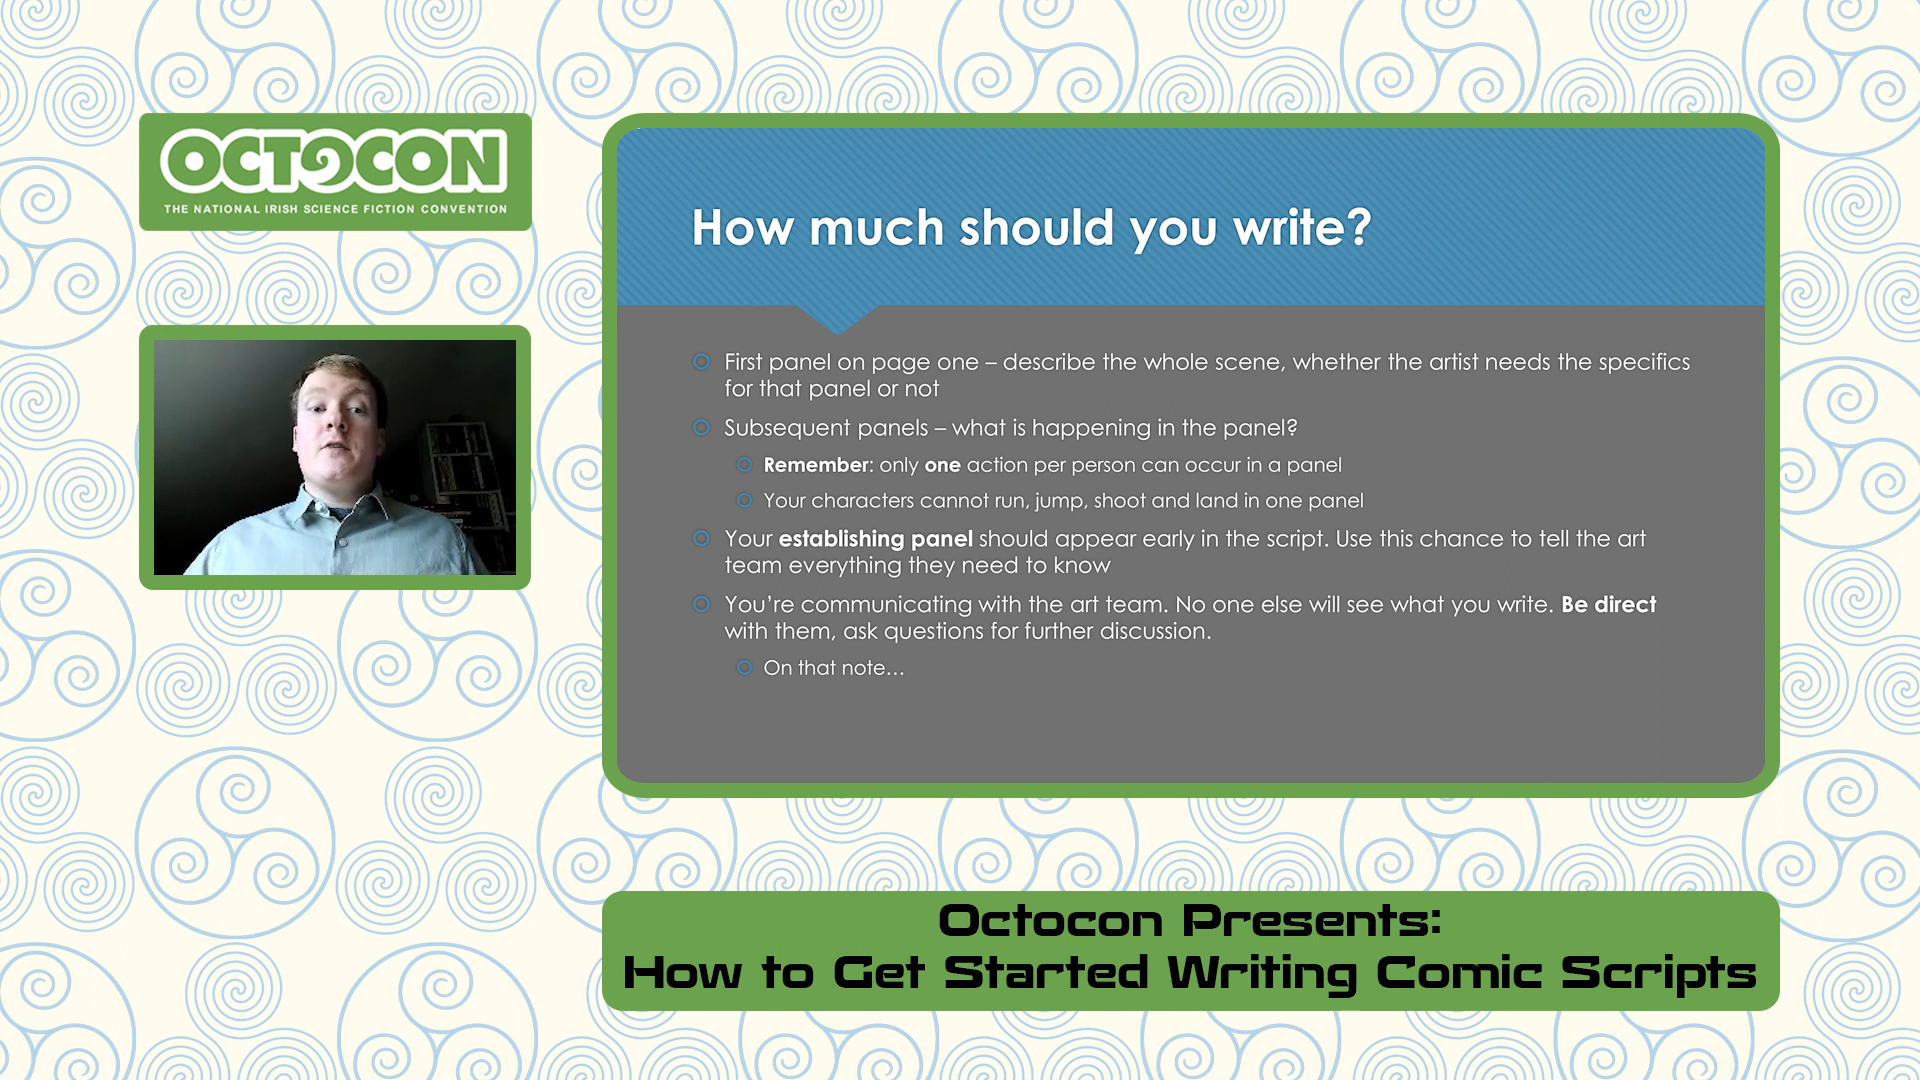 OCTOCON
THE NATIONAL IRISH SCIENCE FICTION CONVENTION
How much should you write?
First panel on page one – describe the whole scene, whether the artist needs the specifics
for that panel or not
Subsequent panels – what is happening in the panel?
Remember: only one action per person can occur in a panel
Your characters cannot run, jump, shoot and land in one panel
Your establishing panel should appear early in the script. Use this chance to tell the art
team everything they need to know
You’re communicating with the art team. No one else will see what you write. Be direct
with them, ask questions for further discussion.
On that note…
Octocon Presents:
How to Get Started Writing Comic Scripts